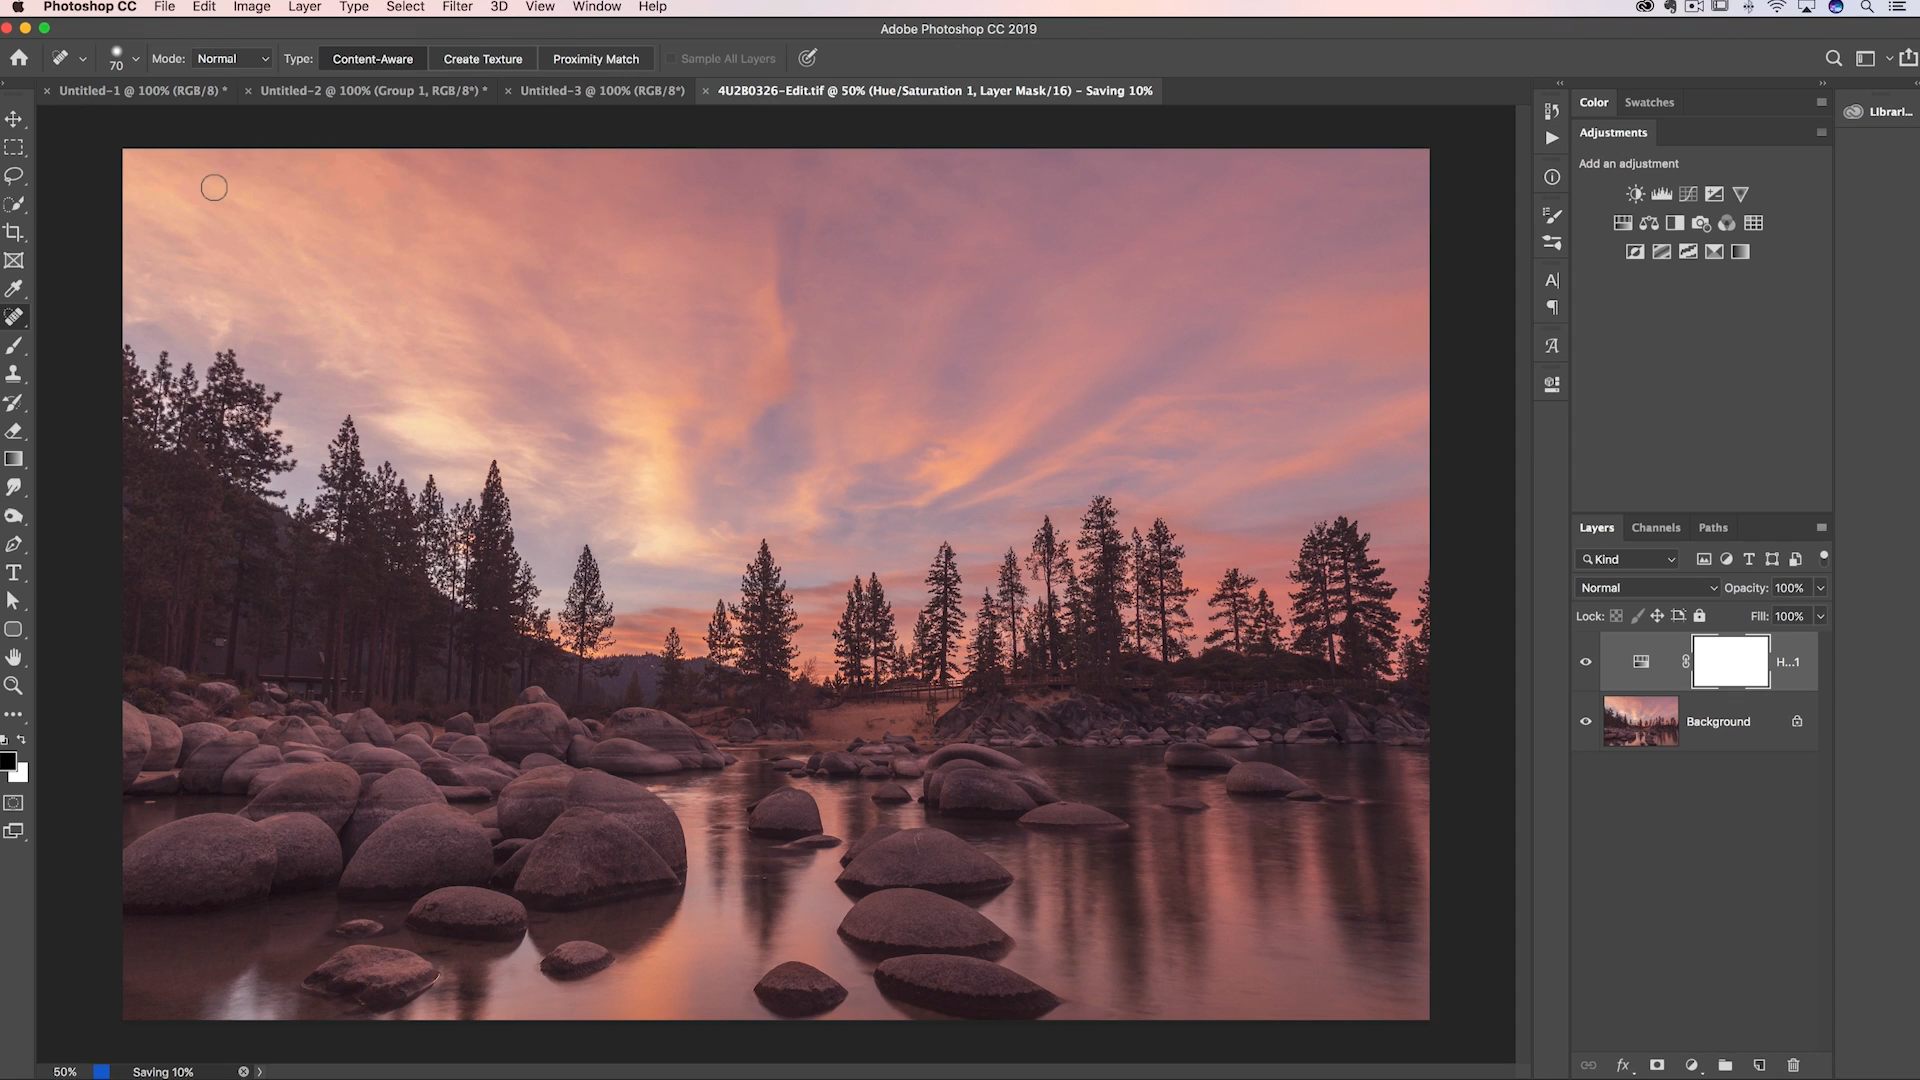 Photoshop CC File Edit Image Layer Type Select Filter 3D View Window Help
Adobe Photoshop CC 2019
70 Mode: Normal Type: Content-Aware Create Texture Proximity Match Sample All Layers
Untitled-1 @ 100% (RGB/8) * Untitled-2 @ 100% (Group 1, RGB/8*) * Untitled-3 @ 100% (RGB/8*) 4U2B0326-Edit.tif @ 50% (Hue/Saturation 1, Layer Mask/16) - Saving 10%
Color Swatches
Librari...
Adjustments
Add an adjustment
Layers Channels Paths
Kind
Normal Opacity: 100%
Lock: Fill: 100%
H...1
Background
fx
50% Saving 10%